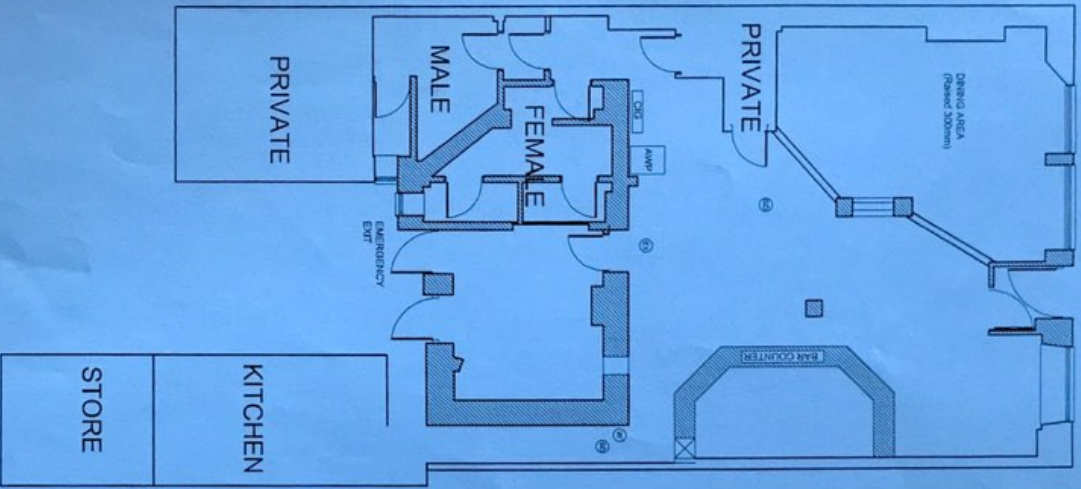 DINING AREA
(Raised 300mm)
PRIVATE
CIG
AWP
BAR COUNTER
MALE
FEMALE
PRIVATE
EMERGENCY
EXIT
KITCHEN
STORE